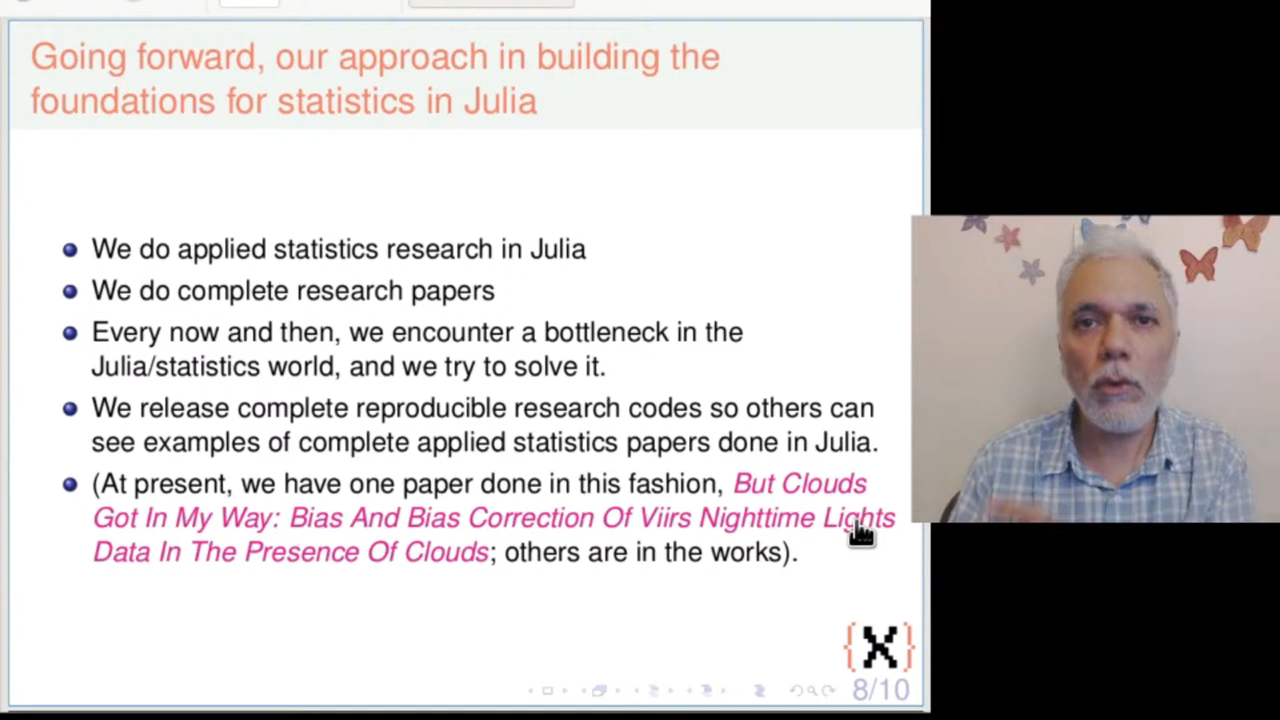 Going forward, our approach in building the
foundations for statistics in Julia
We do applied statistics research in Julia
We do complete research papers
Every now and then, we encounter a bottleneck in the
Julia/statistics world, and we try to solve it.
We release complete reproducible research codes so others can
see examples of complete applied statistics papers done in Julia.
(At present, we have one paper done in this fashion, But Clouds
Got In My Way: Bias And Bias Correction Of Viirs Nighttime Lights
Data In The Presence Of Clouds; others are in the works).
{X}
8/10